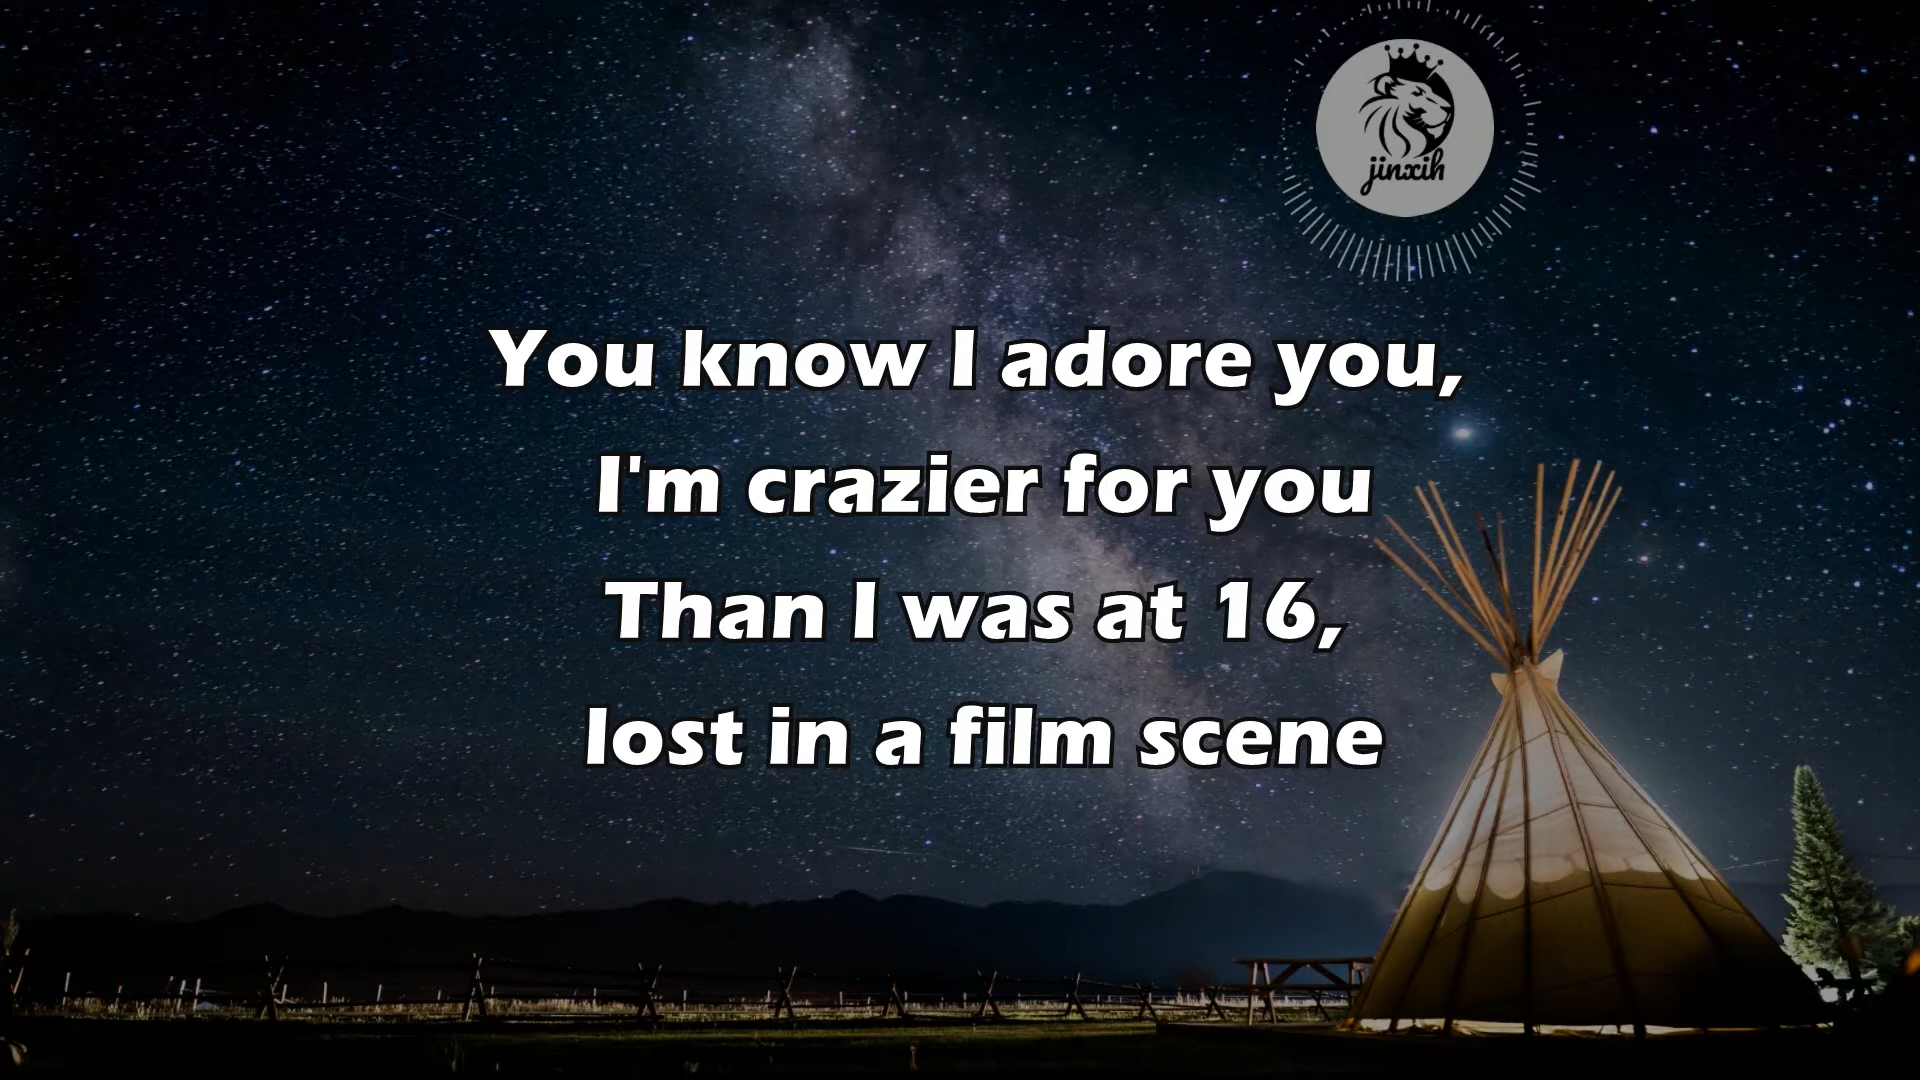 jinxih
You know I adore you,
I'm crazier for you
Than I was at 16,
lost in a film scene